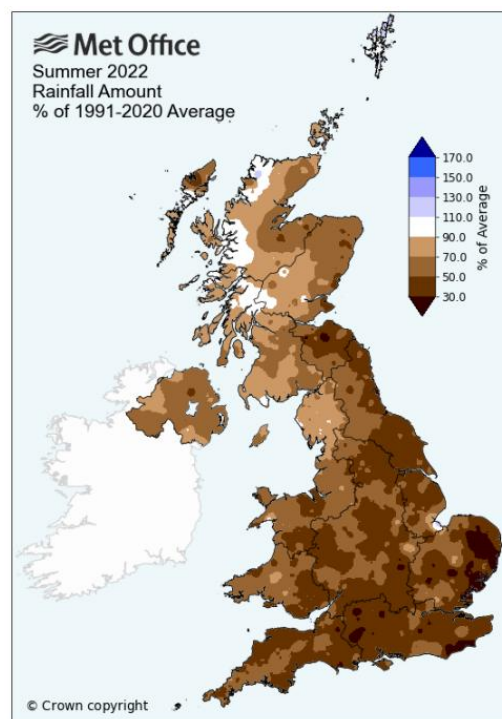 Met Office
Summer 2022
Rainfall Amount
% of 1991-2020 Average
170.0
150.0
130.0
110.0
90.0
70.0
50.0
30.0
% of Average
© Crown copyright